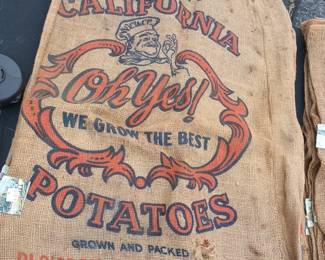 CALIFORNIA
Oh Yes!
WE GROW THE BEST
POTATOES
GROWN AND PACKED